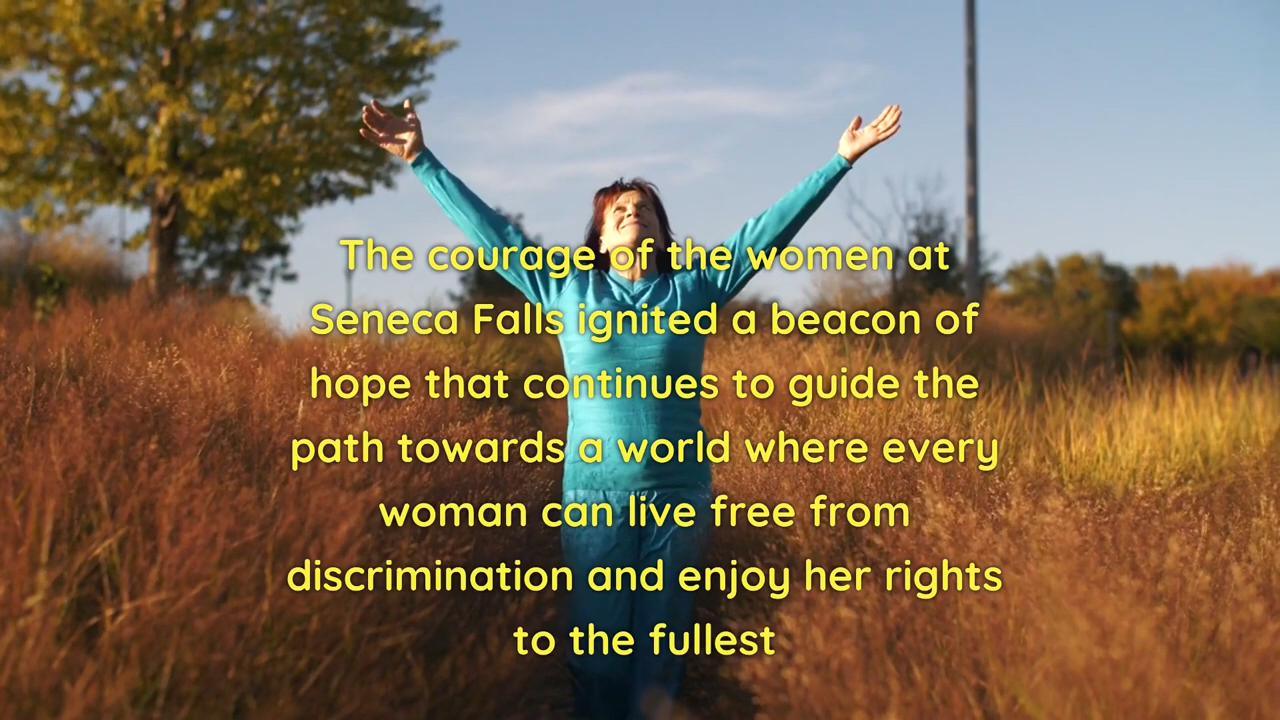 The courage of the women at
Seneca Falls ignited a beacon of
hope that continues to guide the
path towards a world where every
woman can live free from
discrimination and enjoy her rights
to the fullest